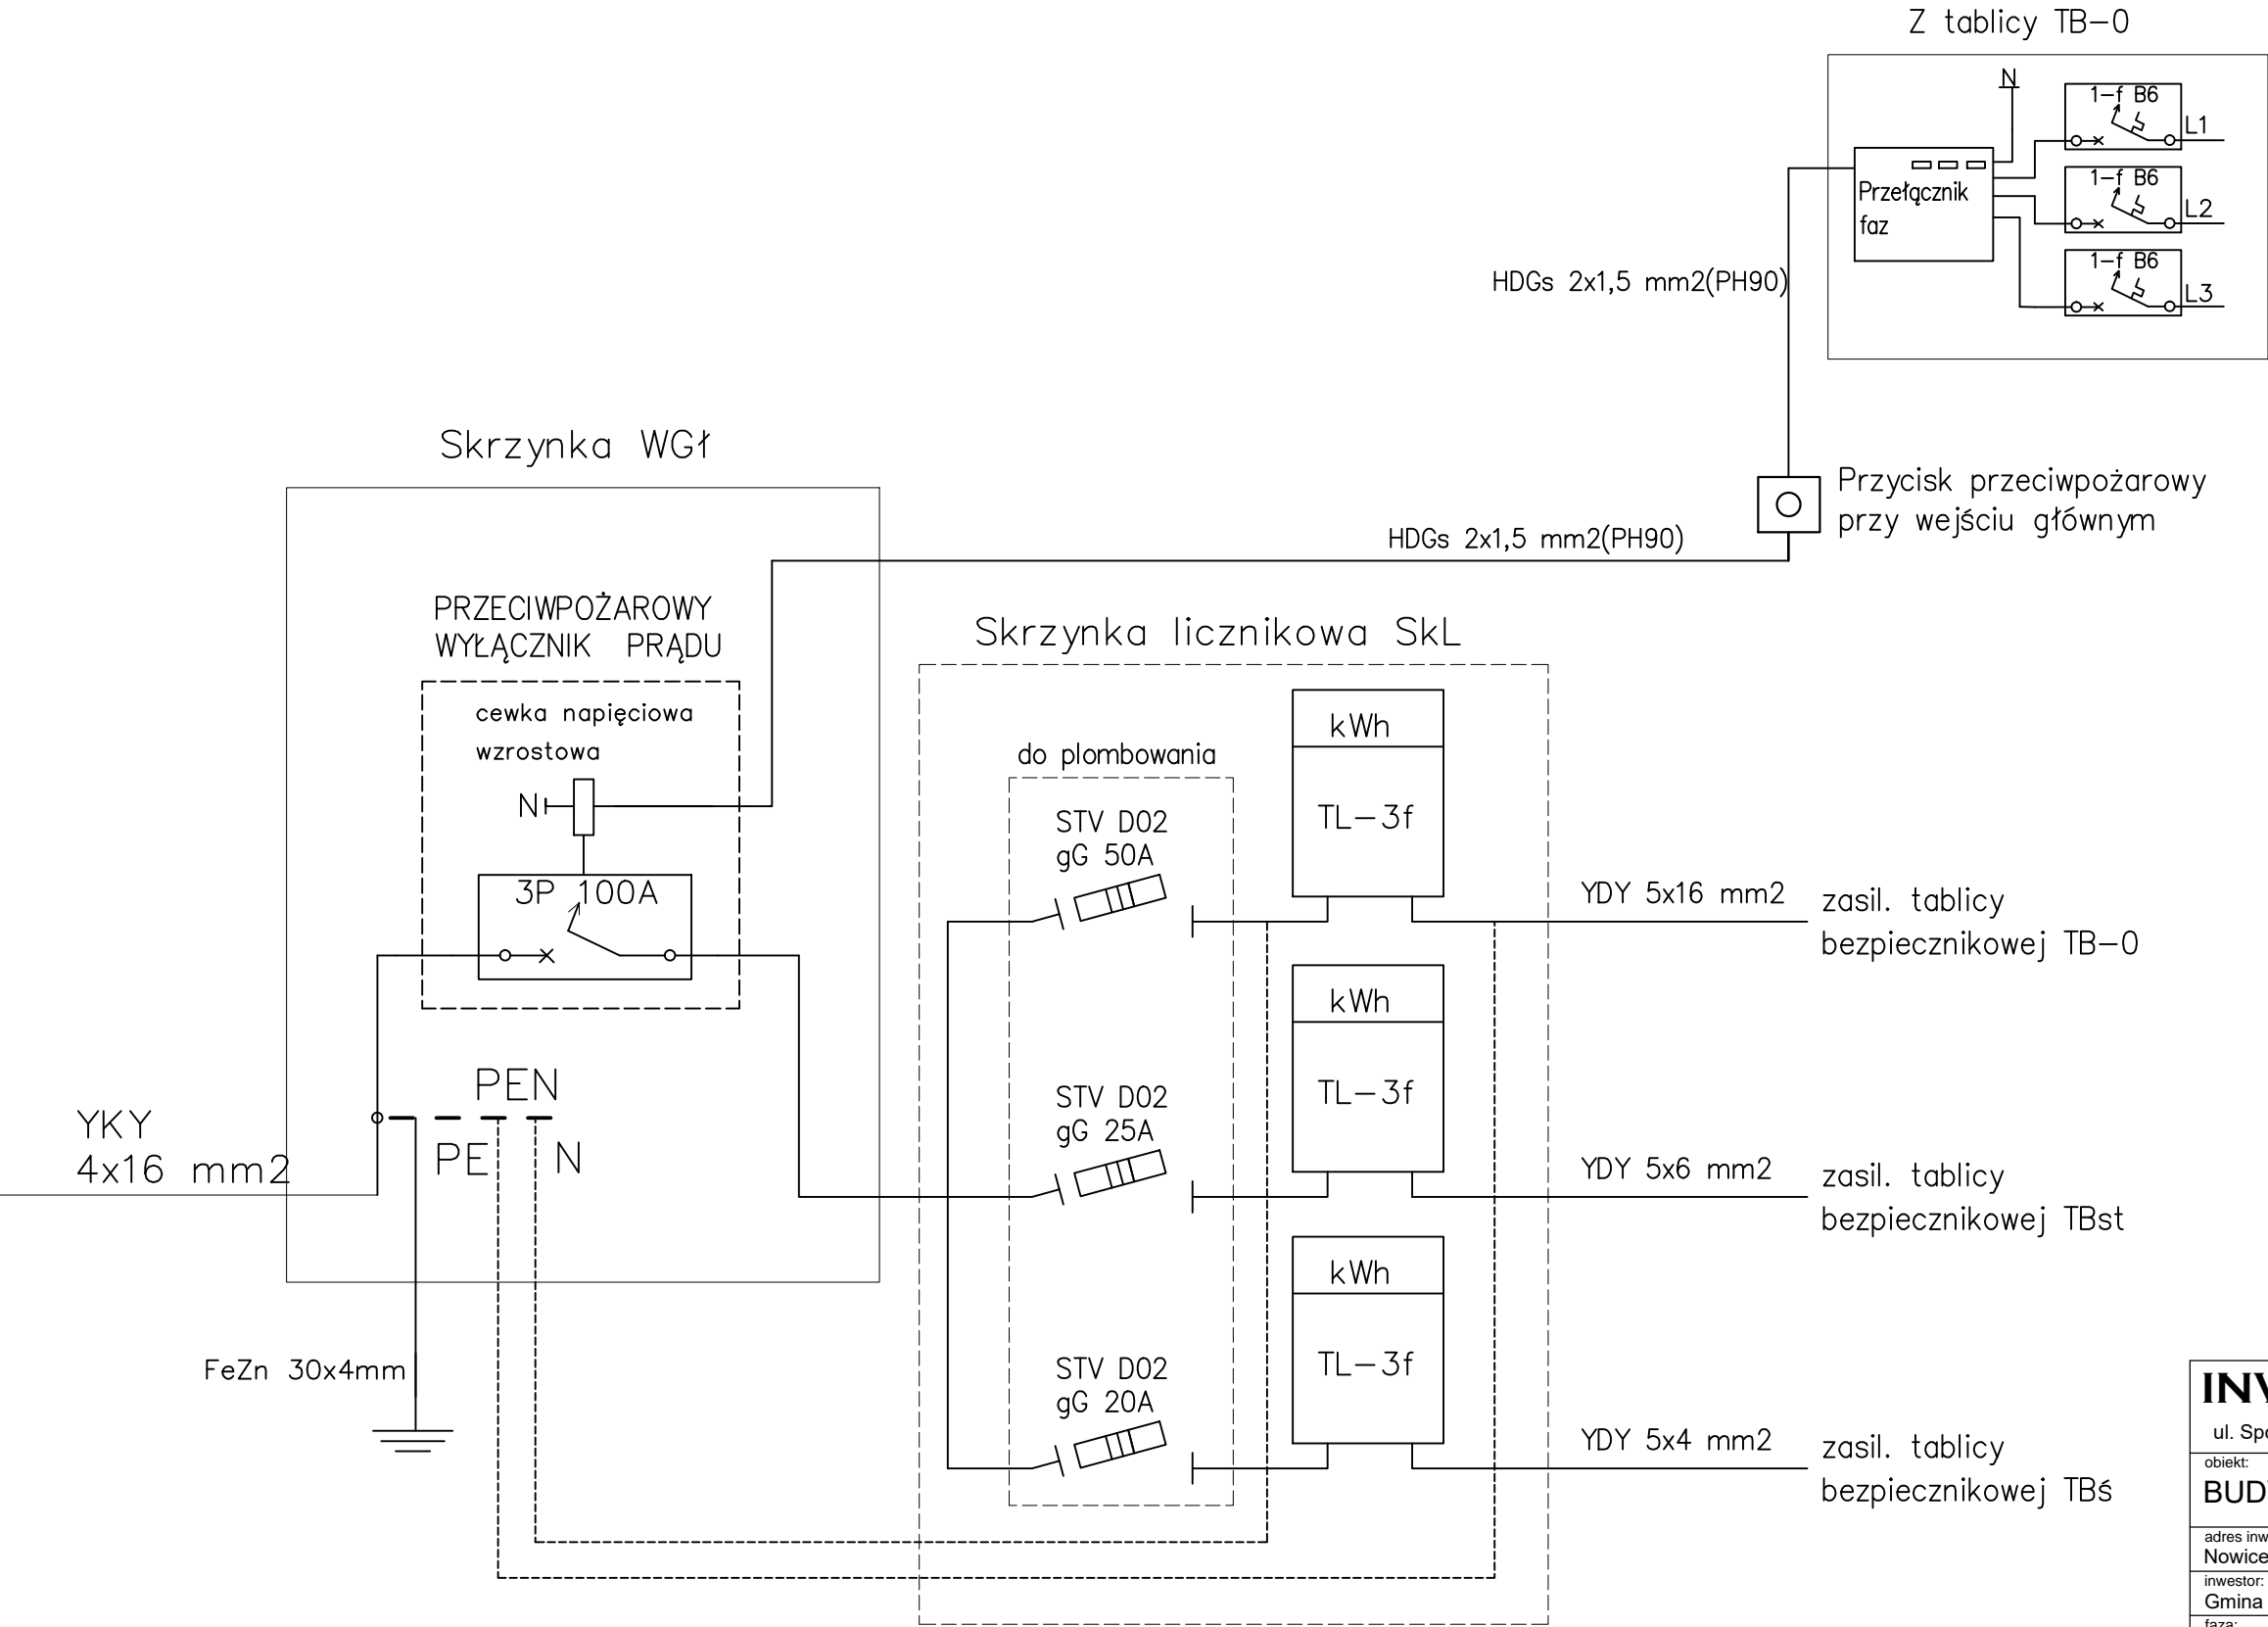 Z tablicy TB-0
N
1-f B6
L1
1-f B6
L2
1-f B6
L3
Przełącznik
faz
HDGs 2x1,5 mm2(PH90)
Skrzynka WGł
Przycisk przeciwpożarowy
przy wejściu głównym
HDGs 2x1,5 mm2(PH90)
PRZECIWPOŻAROWY
WYŁĄCZNIK PRĄDU
cewka napięciowa
wzrostowa
N
3P 100A
Skrzynka licznikowa SkL
do plombowania
STV D02
gG 50A
kWh
TL-3f
YDY 5x16 mm2
zasil. tablicy
bezpiecznikowej TB-0
STV D02
gG 25A
kWh
TL-3f
YDY 5x6 mm2
zasil. tablicy
bezpiecznikowej TBst
STV D02
gG 20A
kWh
TL-3f
YDY 5x4 mm2
zasil. tablicy
bezpiecznikowej TBś
YKY
4x16 mm2
PEN
PE
N
FeZn 30x4mm
ul.
obiekt:
adres
inwestor:
Gmina
faza: